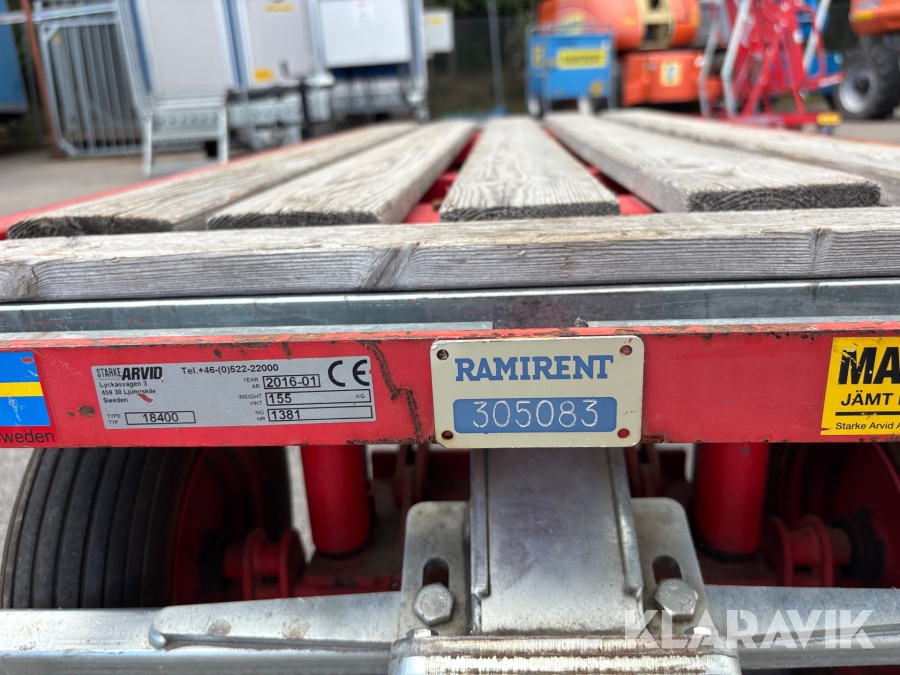 STARKE ARVID
Tel.+46-(0)522-22000
Lyckasvägen 3
459 30 Ljungskile
Sweden
YEAR
ÅR
2016-01
CE
WEIGHT
VIKT
155
KG
TYPE
TYP
18400
NO
NR
1381
RAMIRENT
305083
Sweden
MA
JÄMT
Starke Arvid A
KLARAVIK